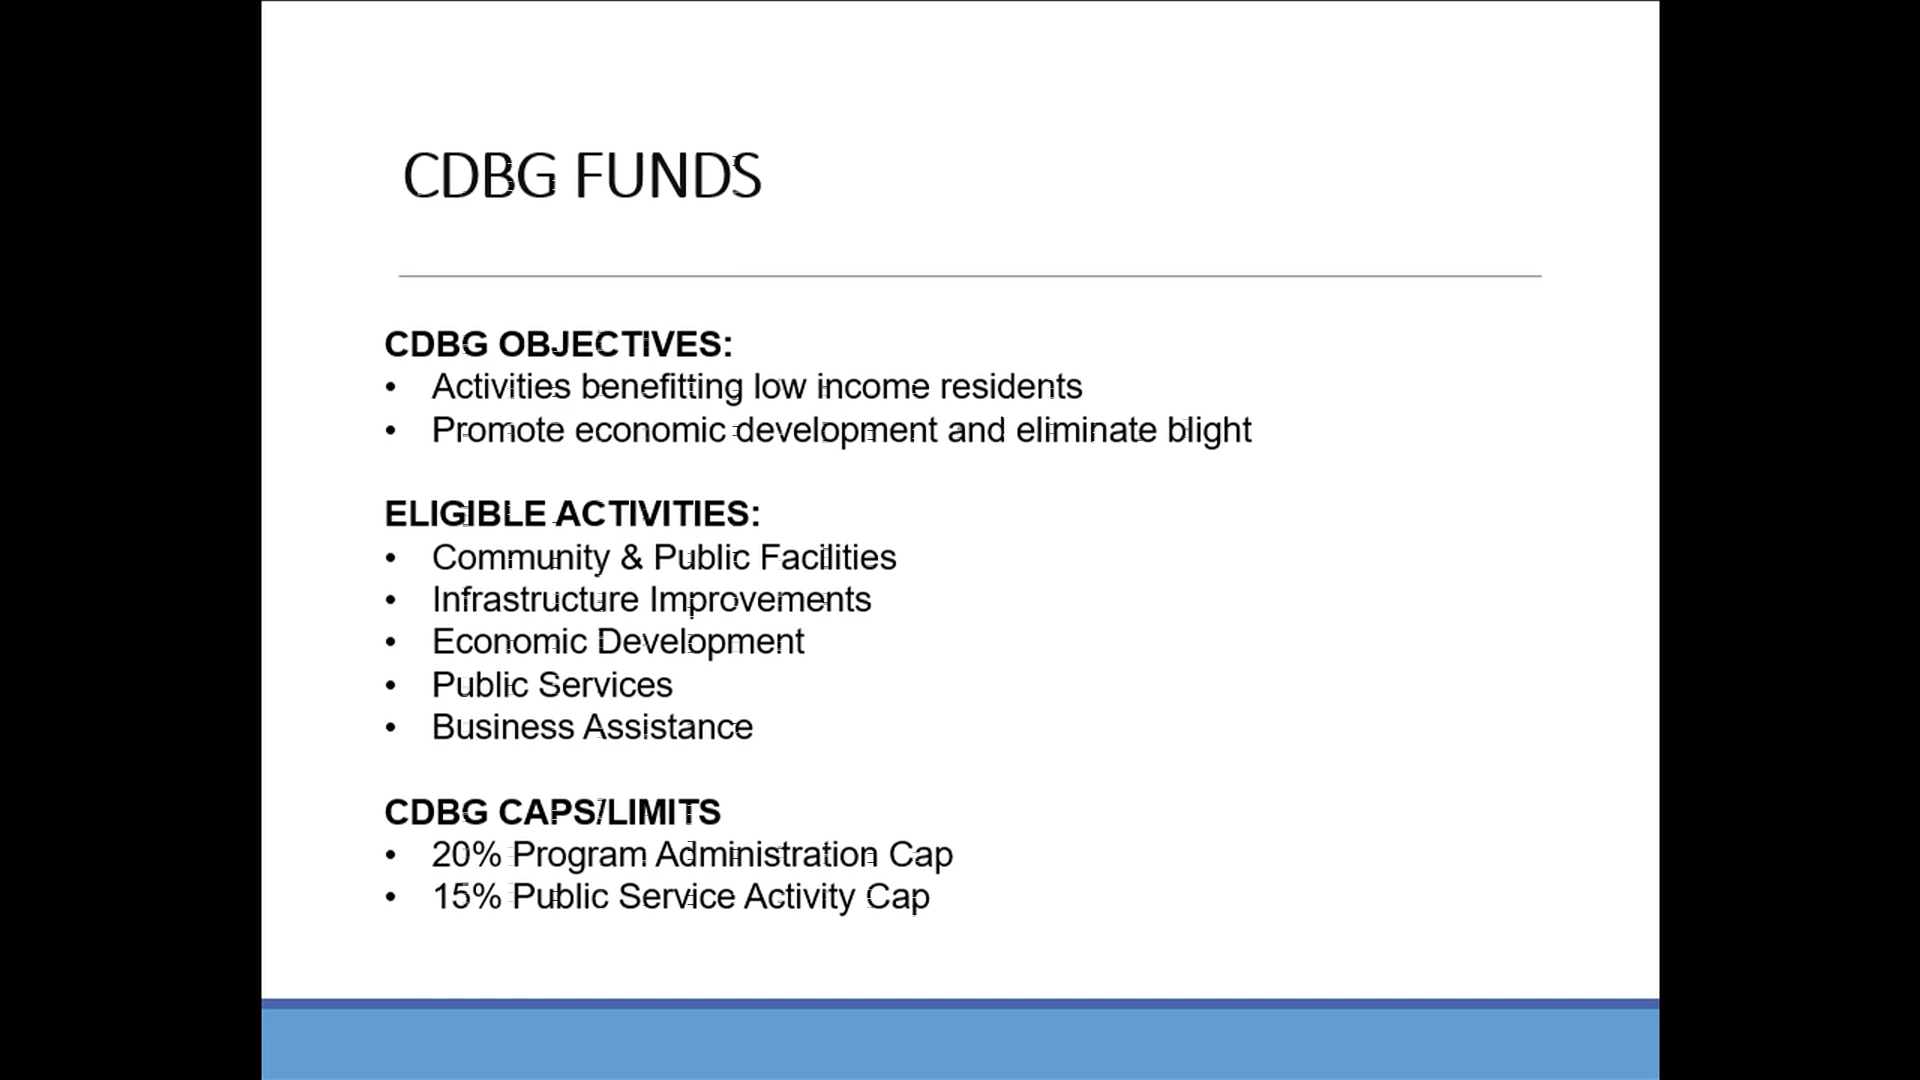 CDBG FUNDS
CDBG OBJECTIVES:
• Activities benefitting low income residents
• Promote economic development and eliminate blight
ELIGIBLE ACTIVITIES:
• Community & Public Facilities
• Infrastructure Improvements
• Economic Development
• Public Services
• Business Assistance
CDBG CAPS/LIMITS
• 20% Program Administration Cap
• 15% Public Service Activity Cap